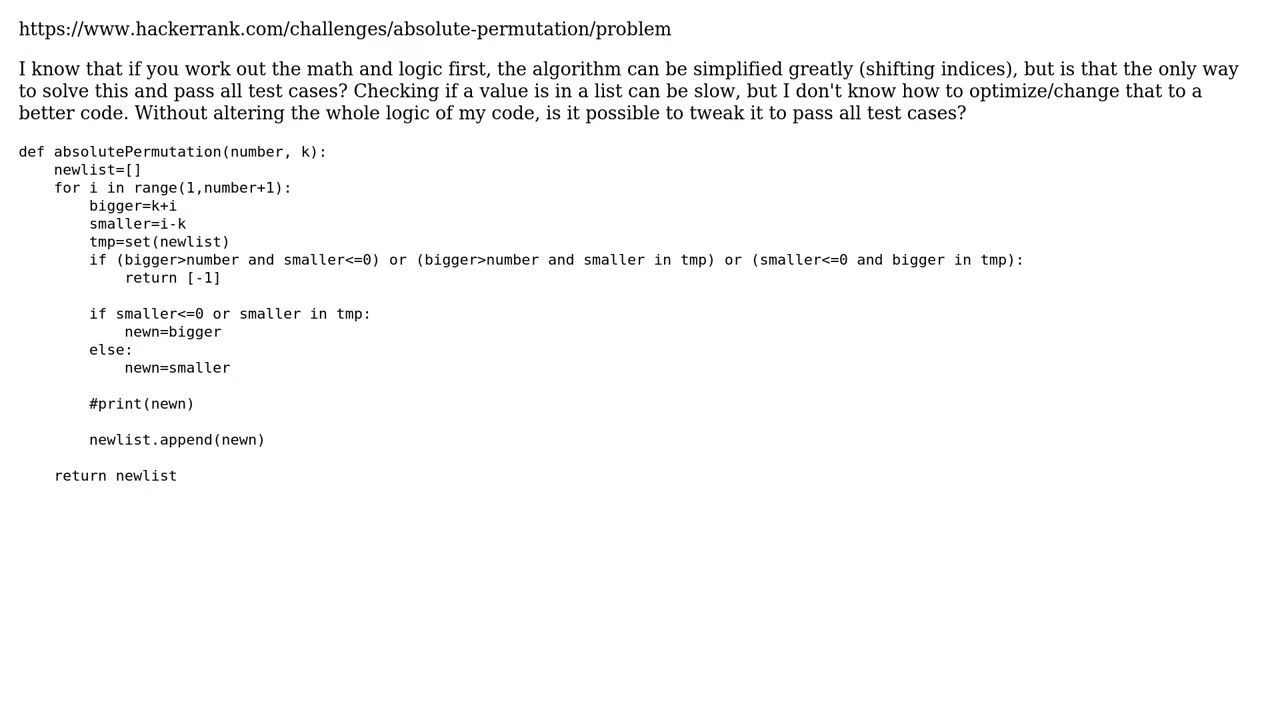 https://www.hackerrank.com/challenges/absolute-permutation/problem
I know that if you work out the math and logic first, the algorithm can be simplified greatly (shifting indices), but is that the only way
to solve this and pass all test cases? Checking if a value is in a list can be slow, but I don't know how to optimize/change that to a
better code. Without altering the whole logic of my code, is it possible to tweak it to pass all test cases?
def absolutePermutation(number, k):
    newlist=[]
    for i in range(1,number+1):
        bigger=k+i
        smaller=i-k
        tmp=set(newlist)
        if (bigger>number and smaller<=0) or (bigger>number and smaller in tmp) or (smaller<=0 and bigger in tmp):
            return [-1]
        if smaller<=0 or smaller in tmp:
            newn=bigger
        else:
            newn=smaller
        #print(newn)
        newlist.append(newn)
    return newlist